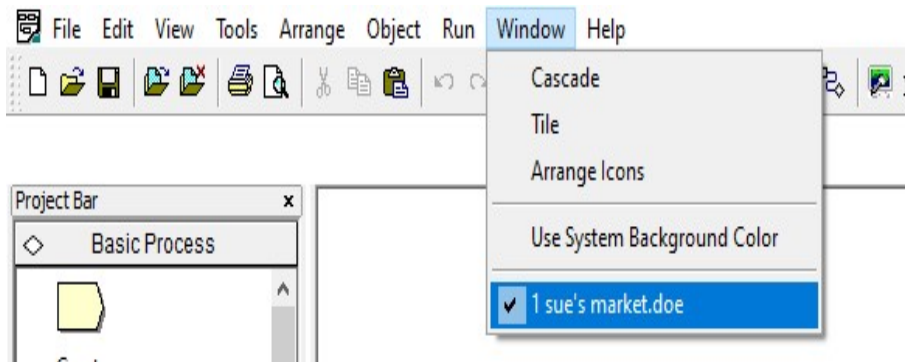 File Edit View Tools Arrange Object Run Window Help
Cascade
Tile
Arrange Icons
Use System Background Color
1 sue's market.doe
Project Bar x
Basic Process